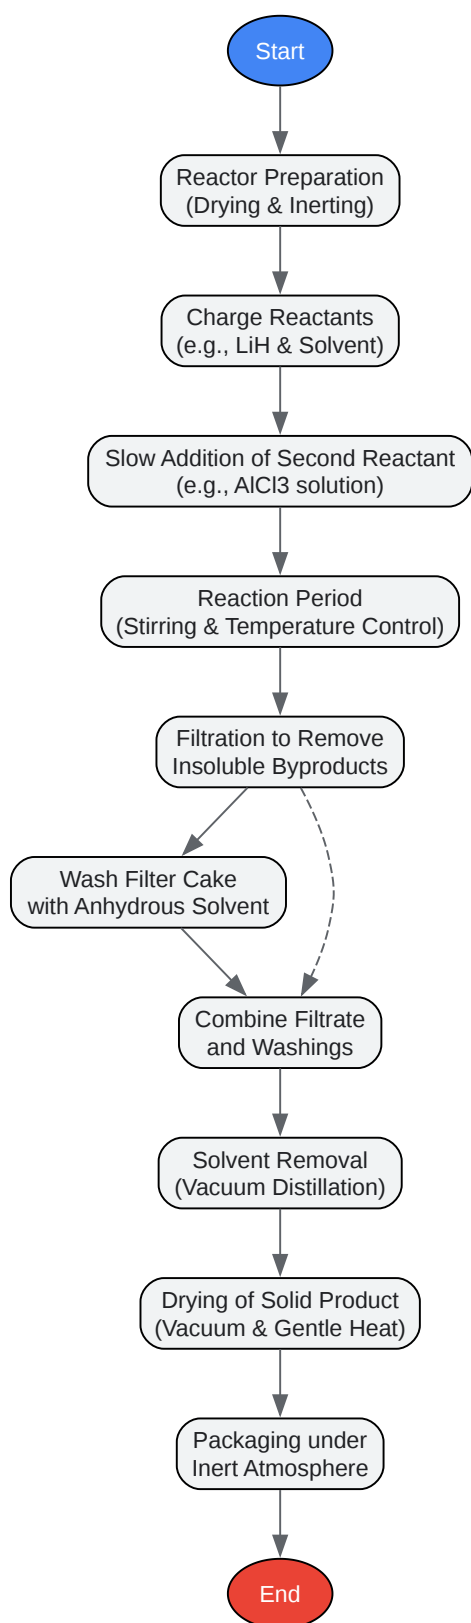 Start
Reactor Preparation
(Drying & Inerting)
Charge Reactants
(e.g., LiH & Solvent)
Slow Addition of Second Reactant
(e.g., AlCl3 solution)
Reaction Period
(Stirring & Temperature Control)
Filtration to Remove
Insoluble Byproducts
Wash Filter Cake
with Anhydrous Solvent
Combine Filtrate
and Washings
Solvent Removal
(Vacuum Distillation)
Drying of Solid Product
(Vacuum & Gentle Heat)
Packaging under
Inert Atmosphere
End